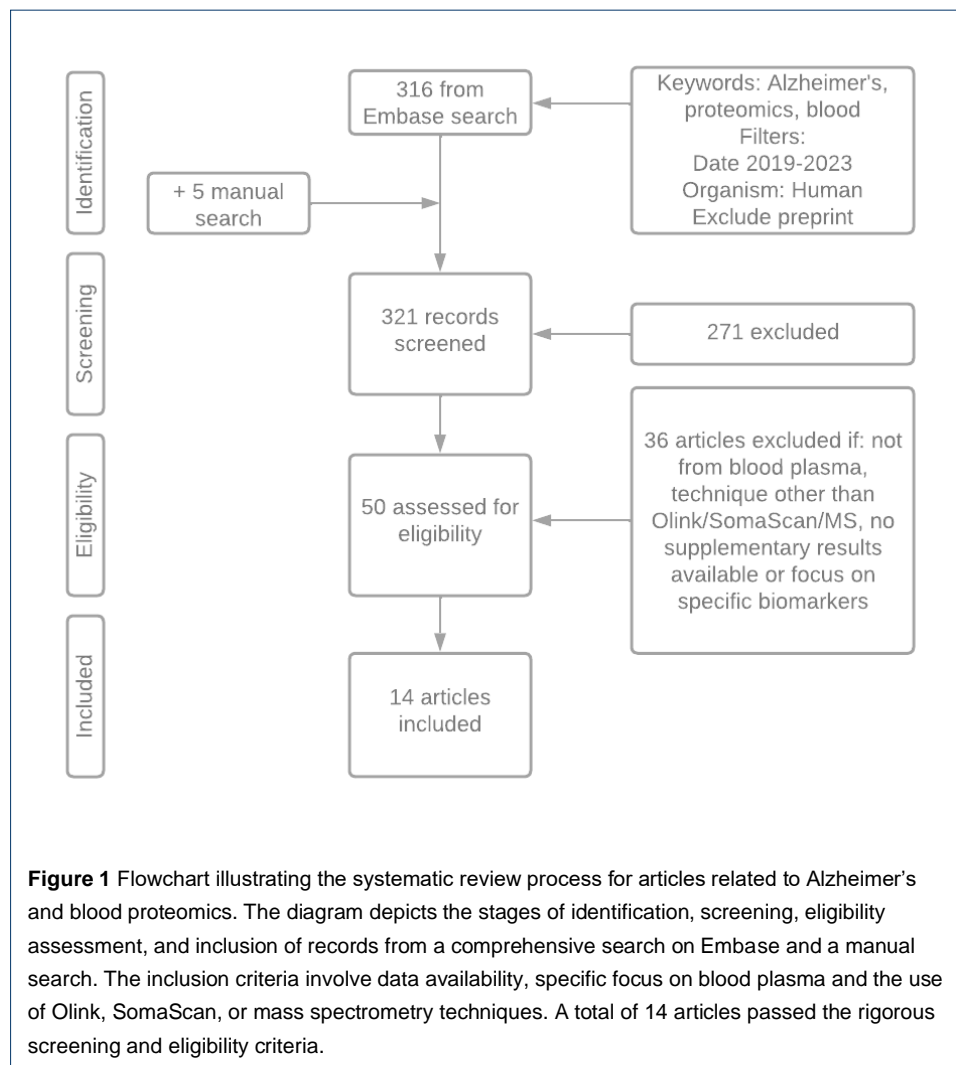 Identification
316 from
Embase search
Keywords: Alzheimer's,
proteomics, blood
Filters:
Date 2019-2023
Organism: Human
Exclude preprint
+ 5 manual
search
Screening
321 records
screened
271 excluded
Eligibility
50 assessed for
eligibility
36 articles excluded if: not
from blood plasma,
technique other than
Olink/SomaScan/MS, no
supplementary results
available or focus on
specific biomarkers
Included
14 articles
included
Figure 1 Flowchart illustrating the systematic review process for articles related to Alzheimer’s
and blood proteomics. The diagram depicts the stages of identification, screening, eligibility
assessment, and inclusion of records from a comprehensive search on Embase and a manual
search. The inclusion criteria involve data availability, specific focus on blood plasma and the use
of Olink, SomaScan, or mass spectrometry techniques. A total of 14 articles passed the rigorous
screening and eligibility criteria.